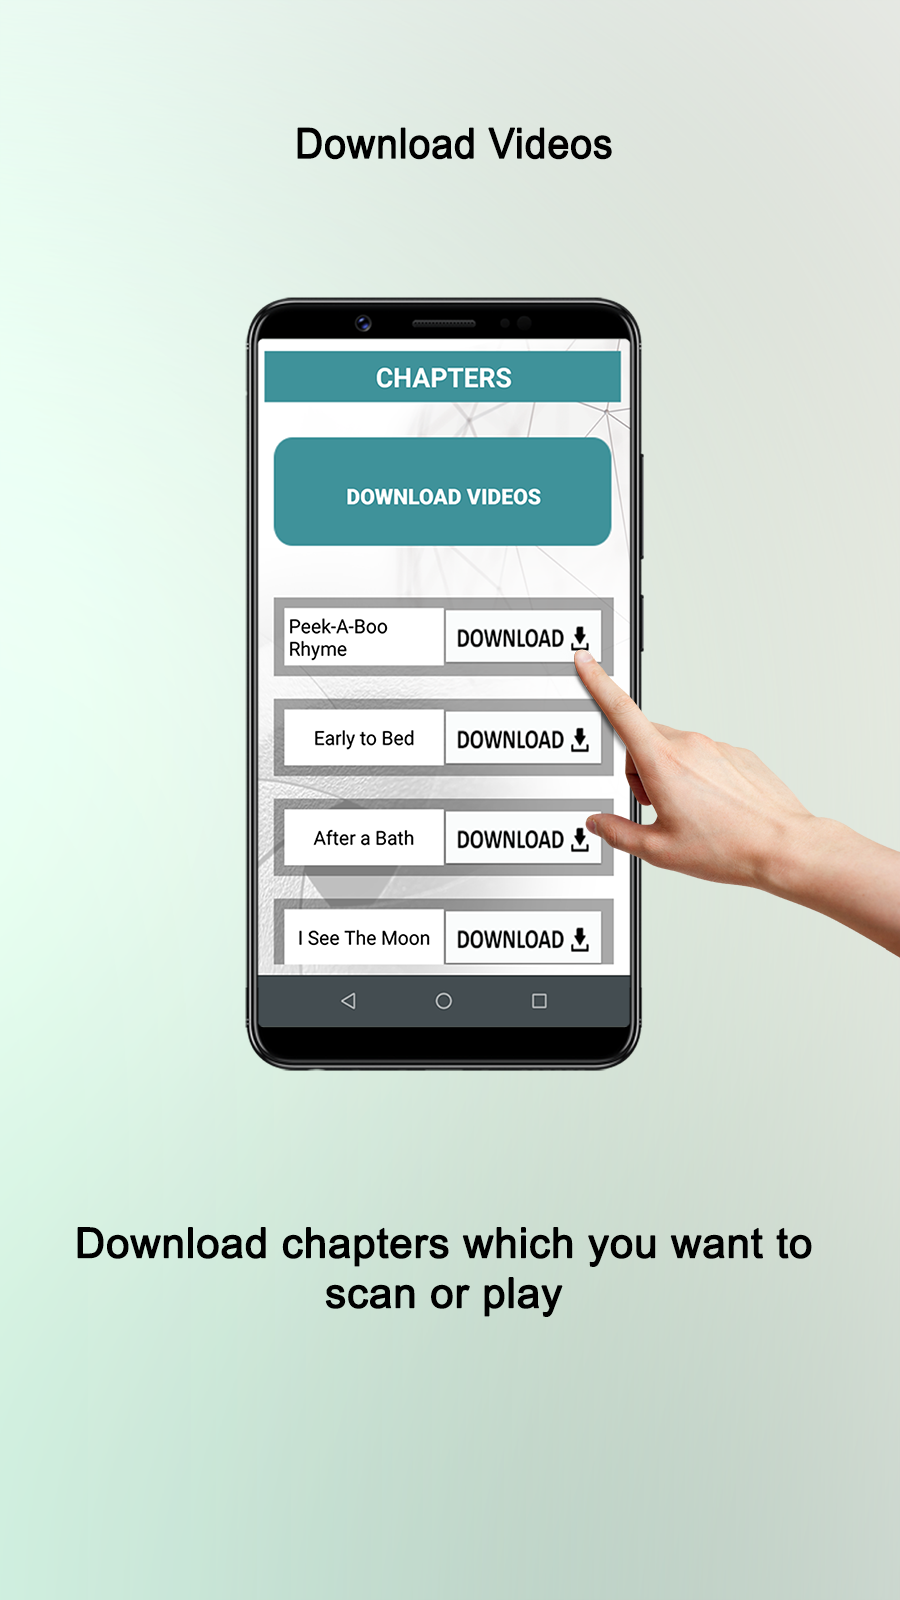 Download Videos
CHAPTERS
DOWNLOAD VIDEOS
Peek-A-Boo
Rhyme
DOWNLOAD
Early to Bed
DOWNLOAD
After a Bath
DOWNLOAD
I See The Moon
DOWNLOAD
Download chapters which you want to
scan or play